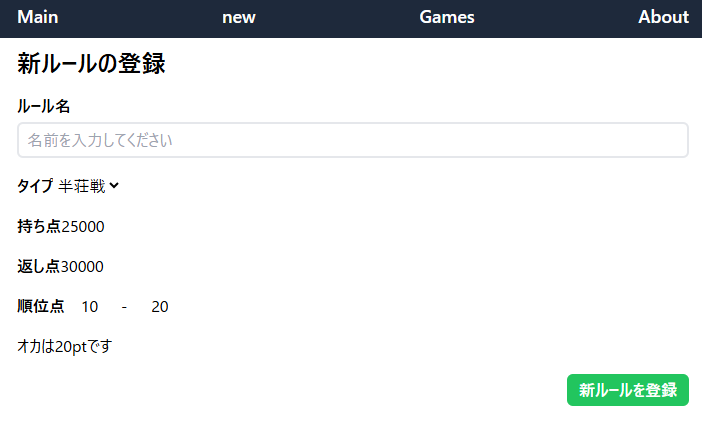 Main new Games About
新ルールの登録
ルール名
名前を入力してください
タイプ 半荘戦
持ち点25000
返し点30000
順位点 10 - 20
オカは20ptです
新ルールを登録